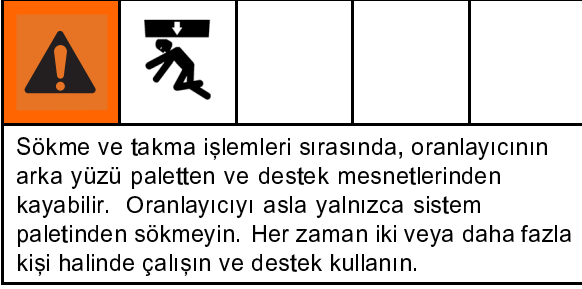 Sökme ve takma işlemleri sırasında, oranlayıcının
arka yüzü paletten ve destek mesnetlerinden
kayabilir. Oranlayıcıyı asla yalnızca sistem
paletinden sökmeyin. Her zaman iki veya daha fazla
kişi halinde çalışın ve destek kullanın.